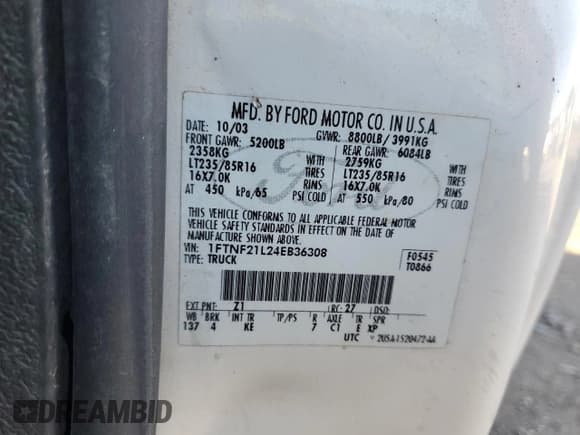 MFD. BY FORD MOTOR CO. IN U.S.A.
DATE: 10/03 GVWR: 8800LB/ 3991KG
FRONT GAWR: 5200LB REAR GAWR: 6084LB
2358KG WITH 2759KG WITH
LT235/85R16 TIRES LT235/85R16 TIRES
16X7.0K RIMS 16X7.0K RIMS
AT 450 kPa/65 PSI COLD AT 550 kPa/80 PSI COLD
Ford
THIS VEHICLE CONFORMS TO ALL APPLICABLE FEDERAL MOTOR
VEHICLE SAFETY STANDARDS IN EFFECT ON THE DATE OF
MANUFACTURE SHOWN ABOVE.
VIN: 1FTNF21L24EB36308 F0545
TYPE: TRUCK T0866
EXT PNT: Z1 RC: 27 DSO:
WB BRK INT TR TP/PS R AXLE TR SPR
137 4 KE 7 C1 E XP
UTC
DREAMBID